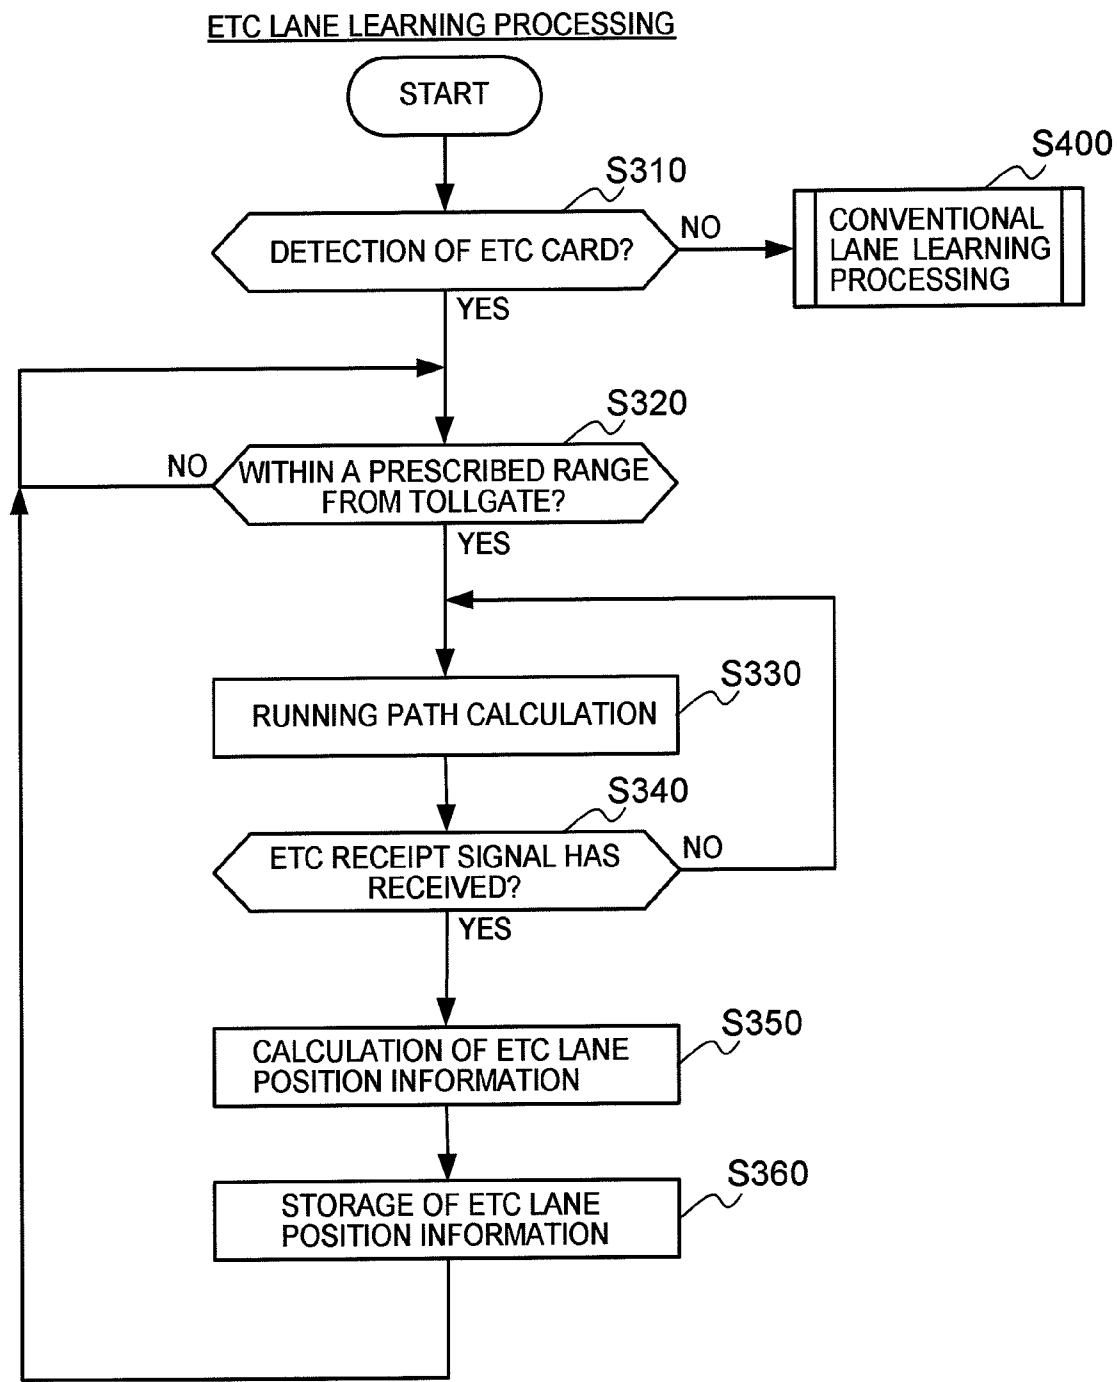 ETC LANE LEARNING PROCESSING
START
S310
S400
DETECTION OF ETC CARD?
NO
CONVENTIONAL
LANE LEARNING
PROCESSING
YES
S320
NO
WITHIN A PRESCRIBED RANGE
FROM TOLLGATE?
YES
S330
RUNNING PATH CALCULATION
S340
ETC RECEIPT SIGNAL HAS
RECEIVED?
NO
YES
S350
CALCULATION OF ETC LANE
POSITION INFORMATION
S360
STORAGE OF ETC LANE
POSITION INFORMATION